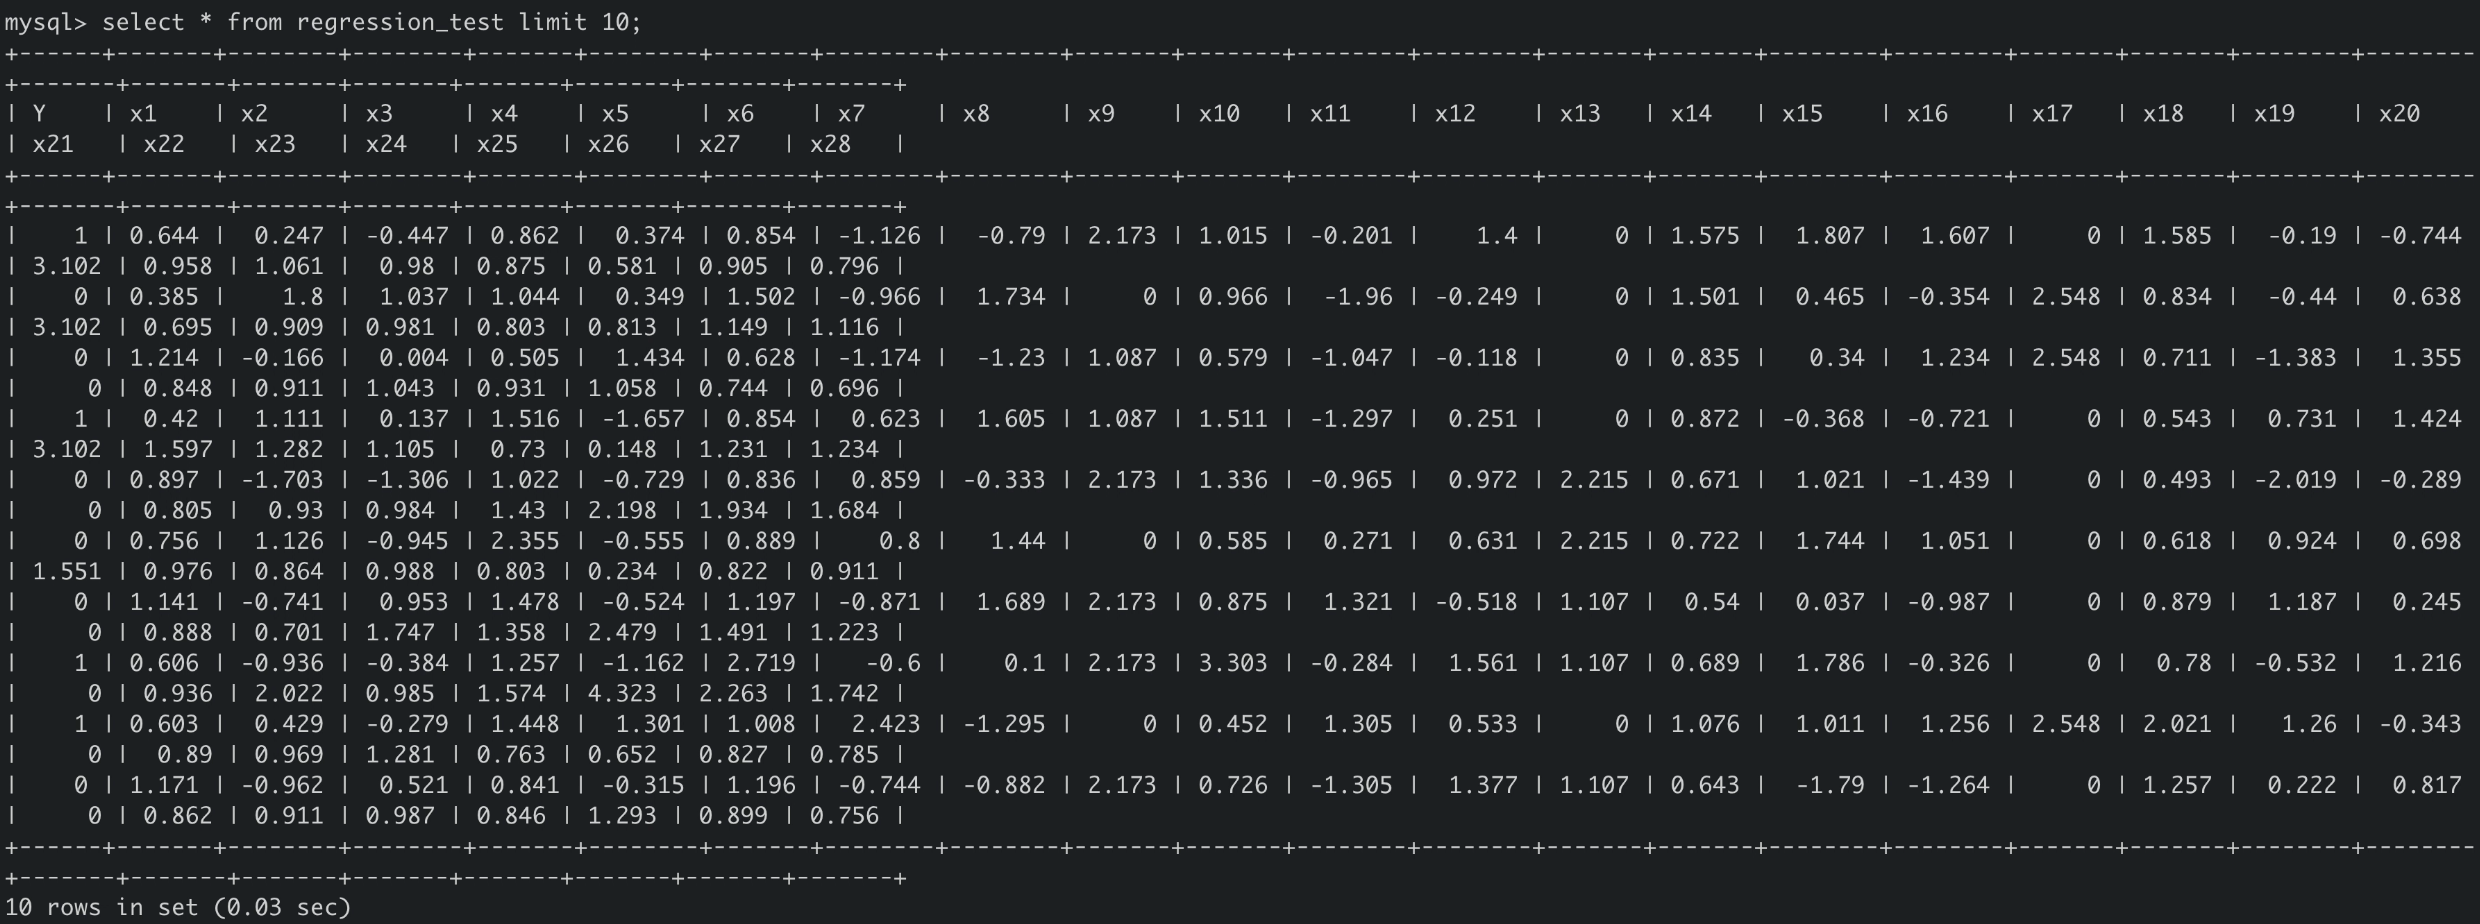 mysql> select * from regression_test limit 10;
+------+-------+--------+--------+-------+--------+-------+--------+--------+-------+-------+--------+--------+-------+-------+--------+--------+-------+-------+--------+--------
+-------+-------+-------+-------+-------+-------+-------+-------+
| Y    | x1    | x2     | x3     | x4    | x5     | x6    | x7     | x8     | x9    | x10   | x11    | x12    | x13   | x14   | x15    | x16    | x17   | x18   | x19    | x20
| x21   | x22   | x23   | x24   | x25   | x26   | x27   | x28   |
+------+-------+--------+--------+-------+--------+-------+--------+--------+-------+-------+--------+--------+-------+-------+--------+--------+-------+-------+--------+--------
+-------+-------+-------+-------+-------+-------+-------+-------+
|    1 | 0.644 |  0.247 | -0.447 | 0.862 |  0.374 | 0.854 | -1.126 |  -0.79 | 2.173 | 1.015 | -0.201 |    1.4 |     0 | 1.575 |  1.807 |  1.607 |     0 | 1.585 |  -0.19 | -0.744
| 3.102 | 0.958 | 1.061 |  0.98 | 0.875 | 0.581 | 0.905 | 0.796 |
|    0 | 0.385 |    1.8 |  1.037 | 1.044 |  0.349 | 1.502 | -0.966 |  1.734 |     0 | 0.966 |  -1.96 | -0.249 |     0 | 1.501 |  0.465 | -0.354 | 2.548 | 0.834 |  -0.44 |  0.638
| 3.102 | 0.695 | 0.909 | 0.981 | 0.803 | 0.813 | 1.149 | 1.116 |
|    0 | 1.214 | -0.166 |  0.004 | 0.505 |  1.434 | 0.628 | -1.174 |  -1.23 | 1.087 | 0.579 | -1.047 | -0.118 |     0 | 0.835 |   0.34 |  1.234 | 2.548 | 0.711 | -1.383 |  1.355
|     0 | 0.848 | 0.911 | 1.043 | 0.931 | 1.058 | 0.744 | 0.696 |
|    1 |  0.42 |  1.111 |  0.137 | 1.516 | -1.657 | 0.854 |  0.623 |  1.605 | 1.087 | 1.511 | -1.297 |  0.251 |     0 | 0.872 | -0.368 | -0.721 |     0 | 0.543 |  0.731 |  1.424
| 3.102 | 1.597 | 1.282 | 1.105 |  0.73 | 0.148 | 1.231 | 1.234 |
|    0 | 0.897 | -1.703 | -1.306 | 1.022 | -0.729 | 0.836 |  0.859 | -0.333 | 2.173 | 1.336 | -0.965 |  0.972 | 2.215 | 0.671 |  1.021 | -1.439 |     0 | 0.493 | -2.019 | -0.289
|     0 | 0.805 |  0.93 | 0.984 |  1.43 | 2.198 | 1.934 | 1.684 |
|    0 | 0.756 |  1.126 | -0.945 | 2.355 | -0.555 | 0.889 |    0.8 |   1.44 |     0 | 0.585 |  0.271 |  0.631 | 2.215 | 0.722 |  1.744 |  1.051 |     0 | 0.618 |  0.924 |  0.698
| 1.551 | 0.976 | 0.864 | 0.988 | 0.803 | 0.234 | 0.822 | 0.911 |
|    0 | 1.141 | -0.741 |  0.953 | 1.478 | -0.524 | 1.197 | -0.871 |  1.689 | 2.173 | 0.875 |  1.321 | -0.518 | 1.107 |  0.54 |  0.037 | -0.987 |     0 | 0.879 |  1.187 |  0.245
|     0 | 0.888 | 0.701 | 1.747 | 1.358 | 2.479 | 1.491 | 1.223 |
|    1 | 0.606 | -0.936 | -0.384 | 1.257 | -1.162 | 2.719 |   -0.6 |    0.1 | 2.173 | 3.303 | -0.284 |  1.561 | 1.107 | 0.689 |  1.786 | -0.326 |     0 |  0.78 | -0.532 |  1.216
|     0 | 0.936 | 2.022 | 0.985 | 1.574 | 4.323 | 2.263 | 1.742 |
|    1 | 0.603 |  0.429 | -0.279 | 1.448 |  1.301 | 1.008 |  2.423 | -1.295 |     0 | 0.452 |  1.305 |  0.533 |     0 | 1.076 |  1.011 |  1.256 | 2.548 | 2.021 |   1.26 | -0.343
|     0 |  0.89 | 0.969 | 1.281 | 0.763 | 0.652 | 0.827 | 0.785 |
|    0 | 1.171 | -0.962 |  0.521 | 0.841 | -0.315 | 1.196 | -0.744 | -0.882 | 2.173 | 0.726 | -1.305 |  1.377 | 1.107 | 0.643 |  -1.79 | -1.264 |     0 | 1.257 |  0.222 |  0.817
|     0 | 0.862 | 0.911 | 0.987 | 0.846 | 1.293 | 0.899 | 0.756 |
+------+-------+--------+--------+-------+--------+-------+--------+--------+-------+-------+--------+--------+-------+-------+--------+--------+-------+-------+--------+--------
+-------+-------+-------+-------+-------+-------+-------+-------+
10 rows in set (0.03 sec)